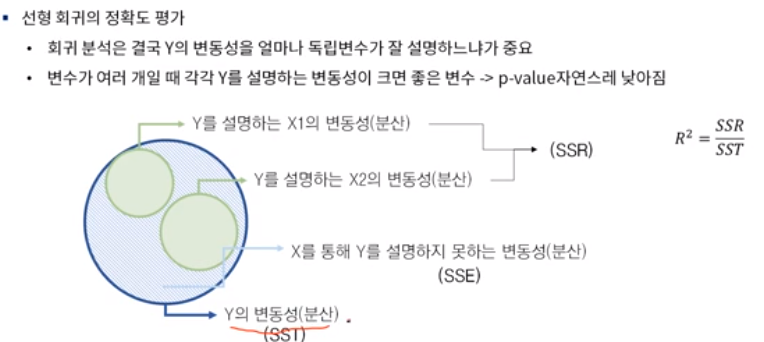 선형 회귀의 정확도 평가
회귀 분석은 결국 Y의 변동성을 얼마나 독립변수가 잘 설명하느냐가 중요
변수가 여러 개일 때 각각 Y를 설명하는 변동성이 크면 좋은 변수 -> p-value자연스레 낮아짐
Y를 설명하는 X1의 변동성(분산)
(SSR)
R² = SSR/SST
Y를 설명하는 X2의 변동성(분산)
X를 통해 Y를 설명하지 못하는 변동성(분산)
(SSE)
Y의 변동성(분산)
(SST)